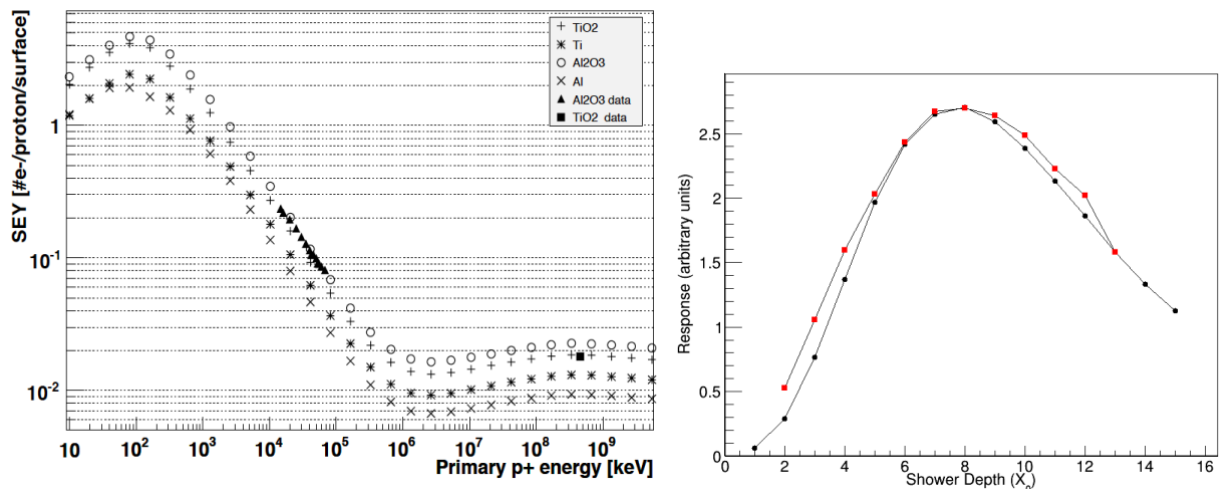 SEY [#e-/proton/surface]
1
10⁻¹
10⁻²
TiO2
Ti
Al2O3
Al
Al2O3 data
TiO2 data
10 10² 10³ 10⁴ 10⁵ 10⁶ 10⁷ 10⁸ 10⁹
Primary p+ energy [keV]
Response (arbitrary units)
2.5
2
1.5
1
0.5
0
0 2 4 6 8 10 12 14 16
Shower Depth (X₀)